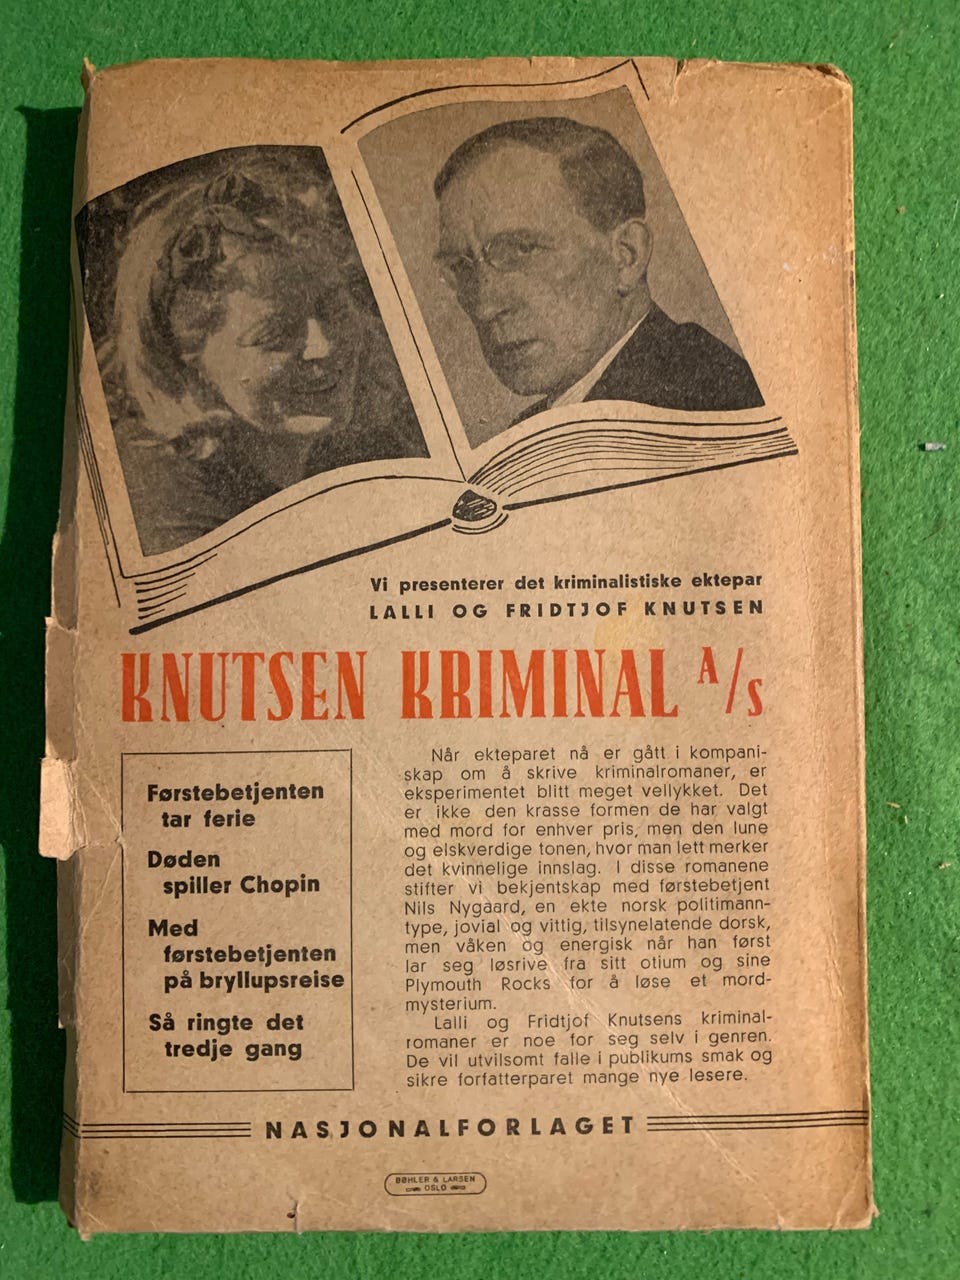 Vi presenterer det kriminalistiske ektepar
LALLI OG FRIDTJOF KNUTSEN
KNUTSEN KRIMINAL A/S
Førstebetjenten
tar ferie
Døden
spiller Chopin
Med
førstebetjenten
på bryllupsreise
Så ringte det
tredje gang
Når ekteparet nå er gått i kompani-
skap om å skrive kriminalromaner, er
eksperimentet blitt meget vellykket. Det
er ikke den krasse formen de har valgt
med mord for enhver pris, men den lune
og elskverdige tonen, hvor man lett merker
det kvinnelige innslag. I disse romanene
stifter vi bekjentskap med førstebetjent
Nils Nygaard, en ekte norsk politimann-
type, jovial og vittig, tilsynelatende dorsk,
men våken og energisk når han først
lar seg løsrive fra sitt otium og sine
Plymouth Rocks for å løse et mord-
mysterium.
Lalli og Fridtjof Knutsens kriminal-
romaner er noe for seg selv i genren.
De vil utvilsomt falle i publikums smak og
sikre forfatterparet mange nye lesere.
NASJONALFORLAGET
BØHLER & LARSEN
OSLO